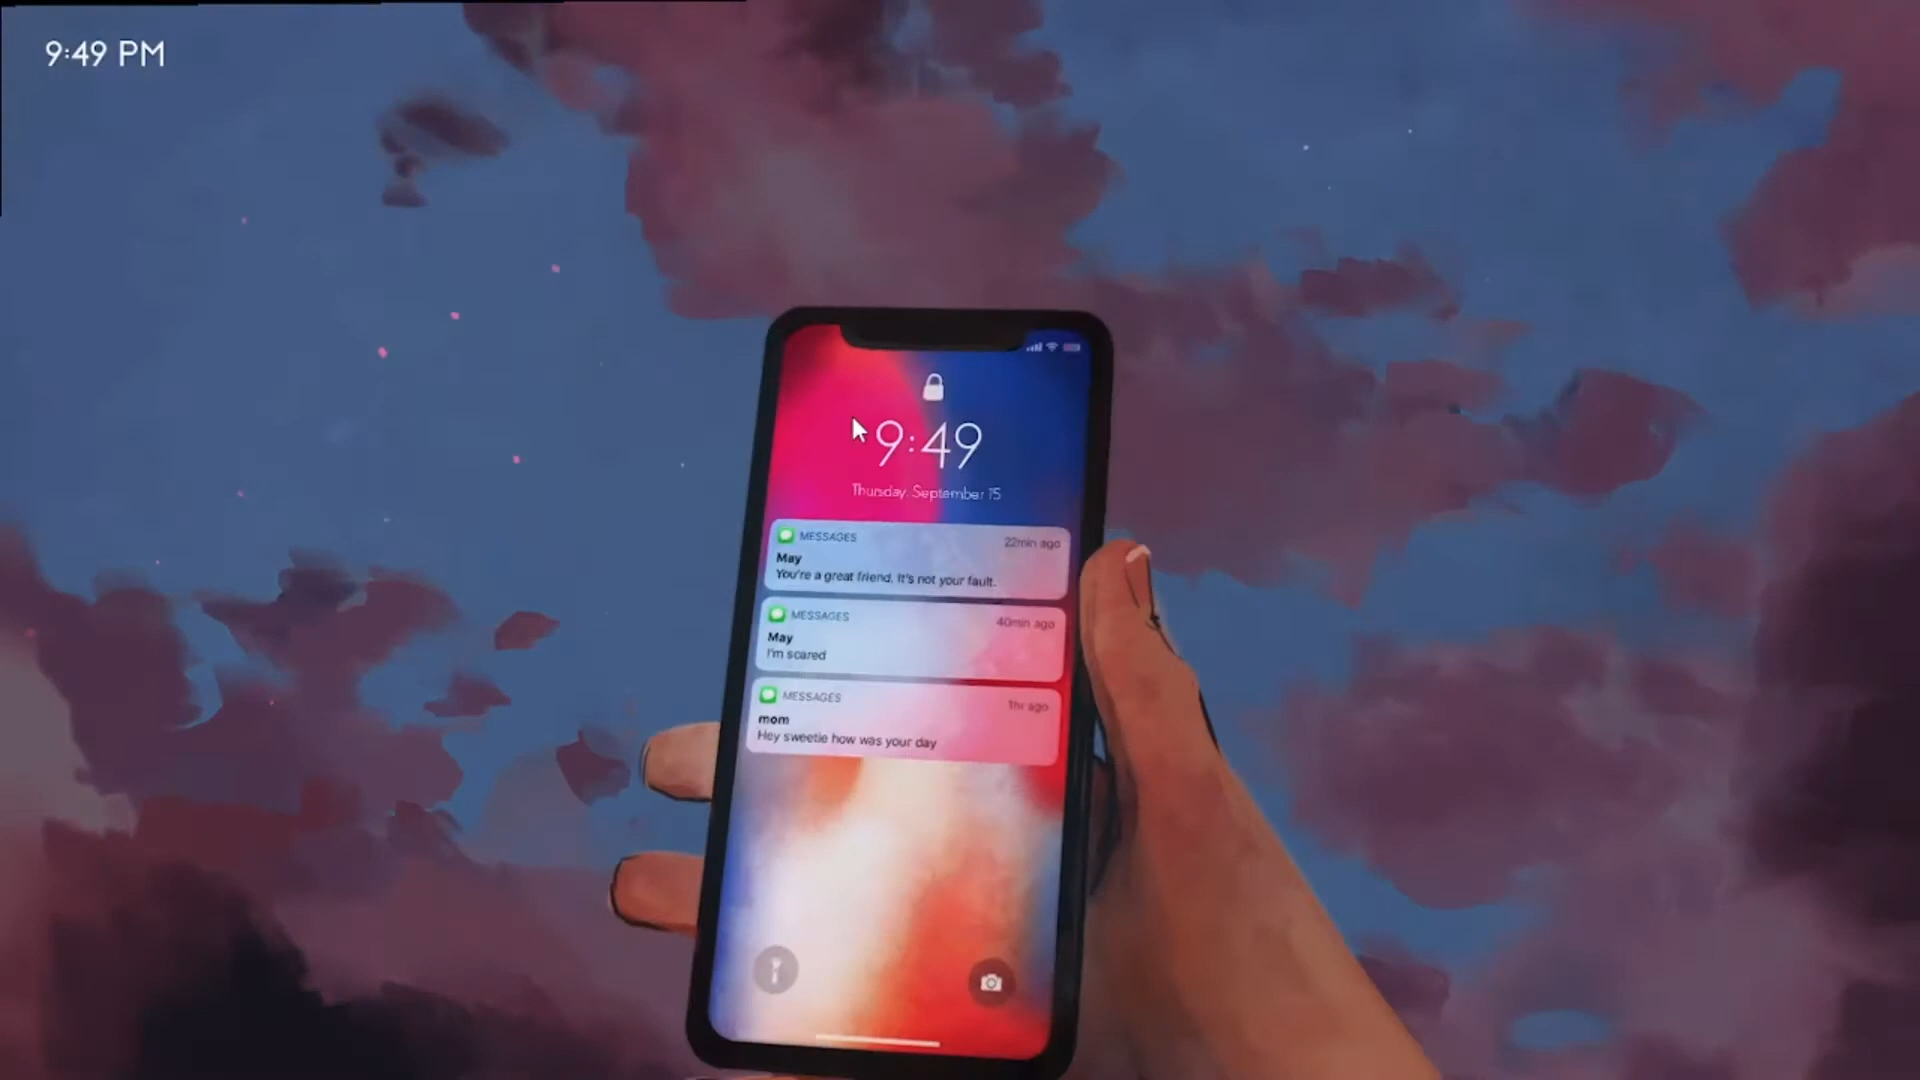 9:49 PM
9:49
Thursday, September 15
MESSAGES
22min ago
May
You're a great friend. It's not your fault.
MESSAGES
40min ago
May
I'm scared
MESSAGES
1hr ago
mom
Hey sweetie how was your day